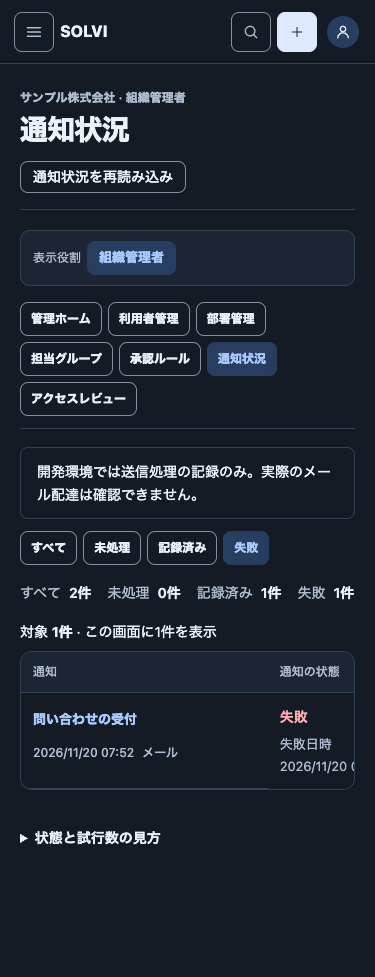 SOLVI
サンプル株式会社 · 組織管理者
通知状況
通知状況を再読み込み
表示役割 組織管理者
管理ホーム 利用者管理 部署管理
担当グループ 承認ルール 通知状況
アクセスレビュー
開発環境では送信処理の記録のみ。実際のメー
ル配達は確認できません。
すべて 未処理 記録済み 失敗
すべて 2件 未処理 0件 記録済み 1件 失敗 1件
対象 1件 · この画面に1件を表示
通知 通知の状態
問い合わせの受付 失敗
2026/11/20 07:52 メール 失敗日時
2026/11/20
▶ 状態と試行数の見方